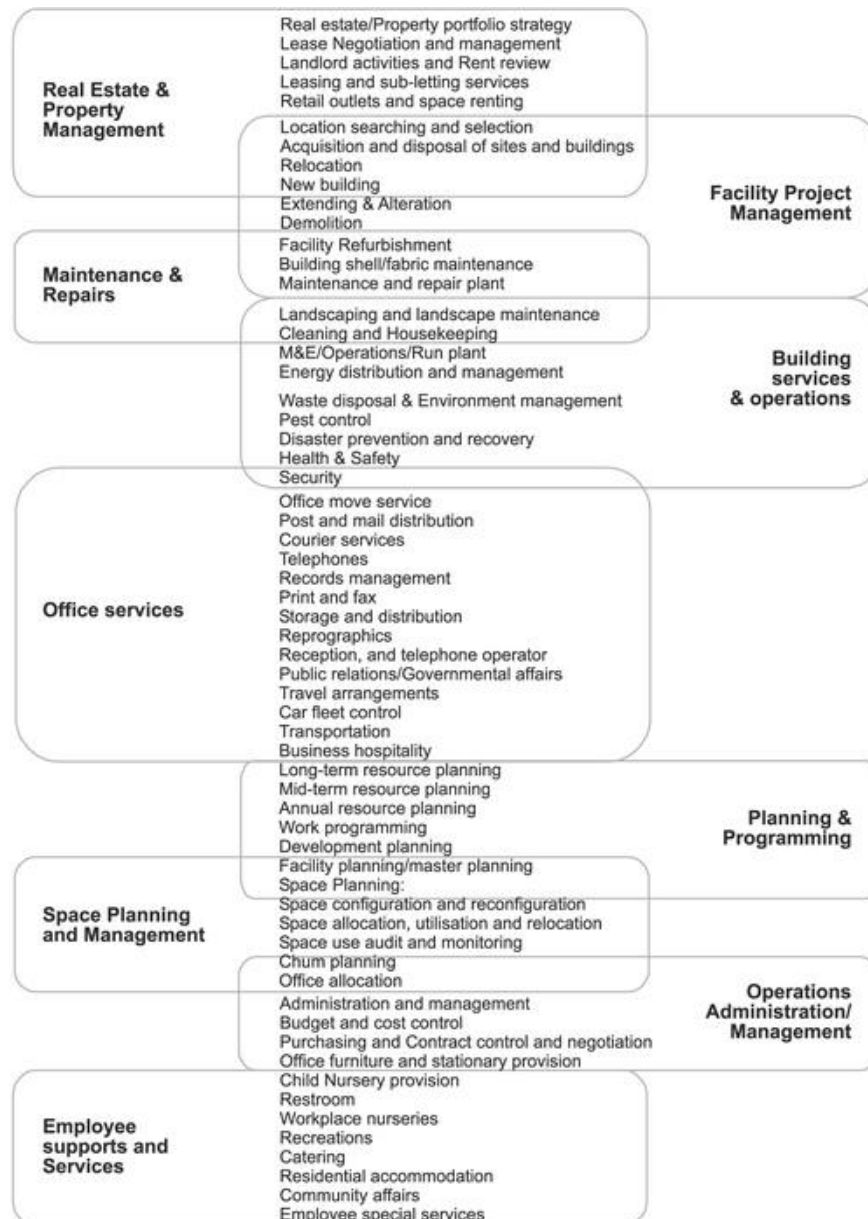 Real estate/Property portfolio strategy
Lease Negotiation and management
Landlord activities and Rent review
Leasing and sub-letting services
Retail outlets and space renting
Real Estate &
Property
Management
Location searching and selection
Acquisition and disposal of sites and buildings
Relocation
New building
Extending & Alteration
Demolition
Facility Project
Management
Facility Refurbishment
Building shell/fabric maintenance
Maintenance and repair plant
Maintenance &
Repairs
Landscaping and landscape maintenance
Cleaning and Housekeeping
M&E/Operations/Run plant
Energy distribution and management
Waste disposal & Environment management
Pest control
Disaster prevention and recovery
Health & Safety
Security
Building
services
& operations
Office move service
Post and mail distribution
Courier services
Telephones
Records management
Print and fax
Storage and distribution
Reprographics
Reception, and telephone operator
Public relations/Governmental affairs
Travel arrangements
Car fleet control
Transportation
Business hospitality
Office services
Long-term resource planning
Mid-term resource planning
Annual resource planning
Work programming
Development planning
Planning &
Programming
Facility planning/master planning
Space Planning:
Space configuration and reconfiguration
Space allocation, utilisation and relocation
Space use audit and monitoring
Chum planning
Office allocation
Space Planning
and Management
Administration and management
Budget and cost control
Purchasing and Contract control and negotiation
Office furniture and stationary provision
Operations
Administration/
Management
Child Nursery provision
Restroom
Workplace nurseries
Recreations
Catering
Residential accommodation
Community affairs
Employee special services
Employee
supports and
Services